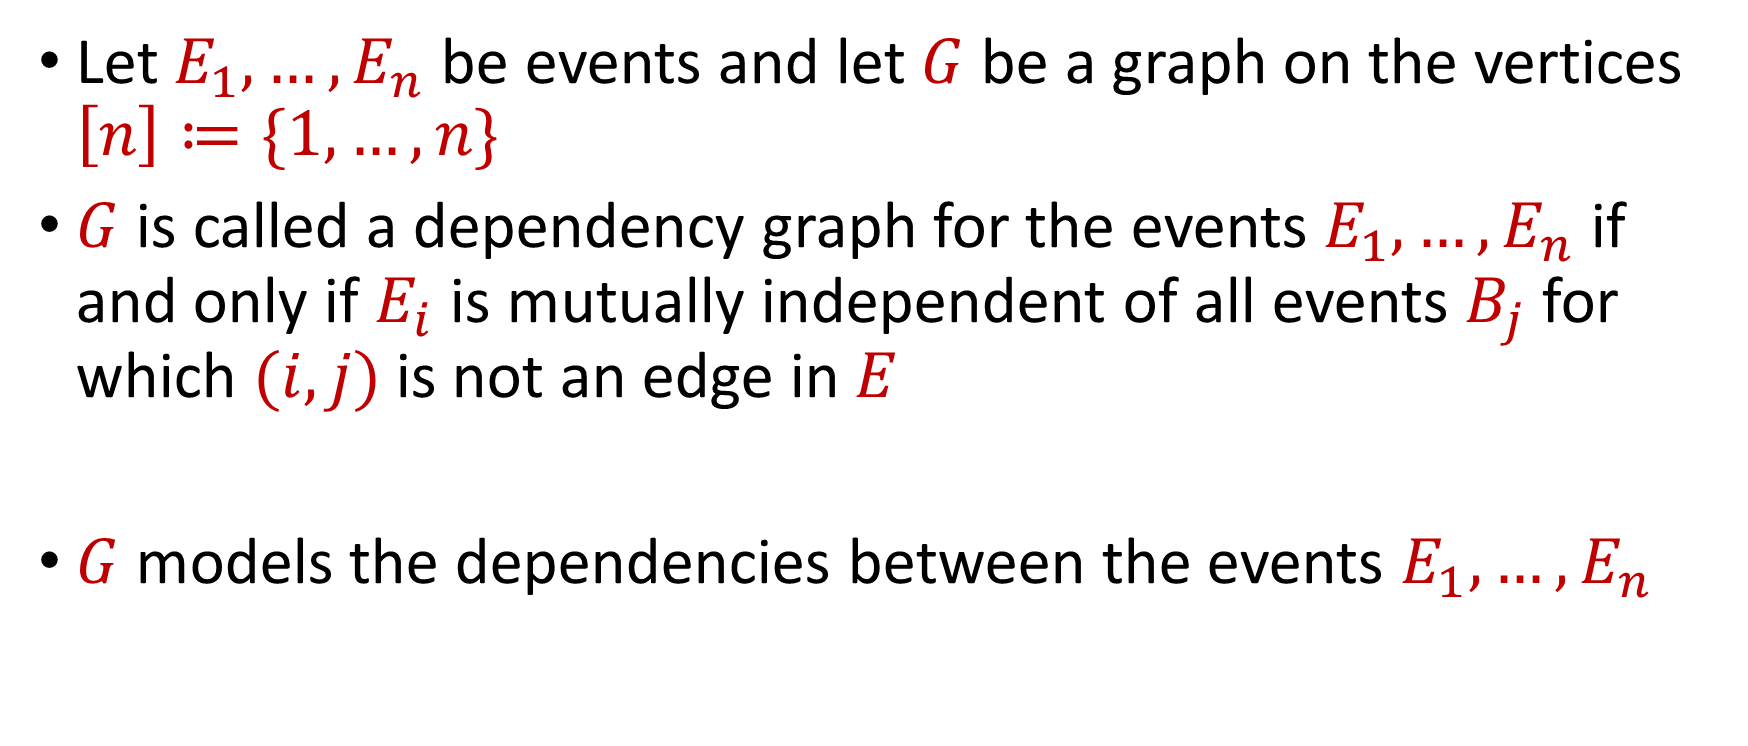 • Let E₁, … , Eₙ be events and let G be a graph on the vertices
[n] ≔ {1, … , n}
• G is called a dependency graph for the events E₁, … , Eₙ if
and only if Eᵢ is mutually independent of all events Bⱼ for
which (i, j) is not an edge in E
• G models the dependencies between the events E₁, … , Eₙ